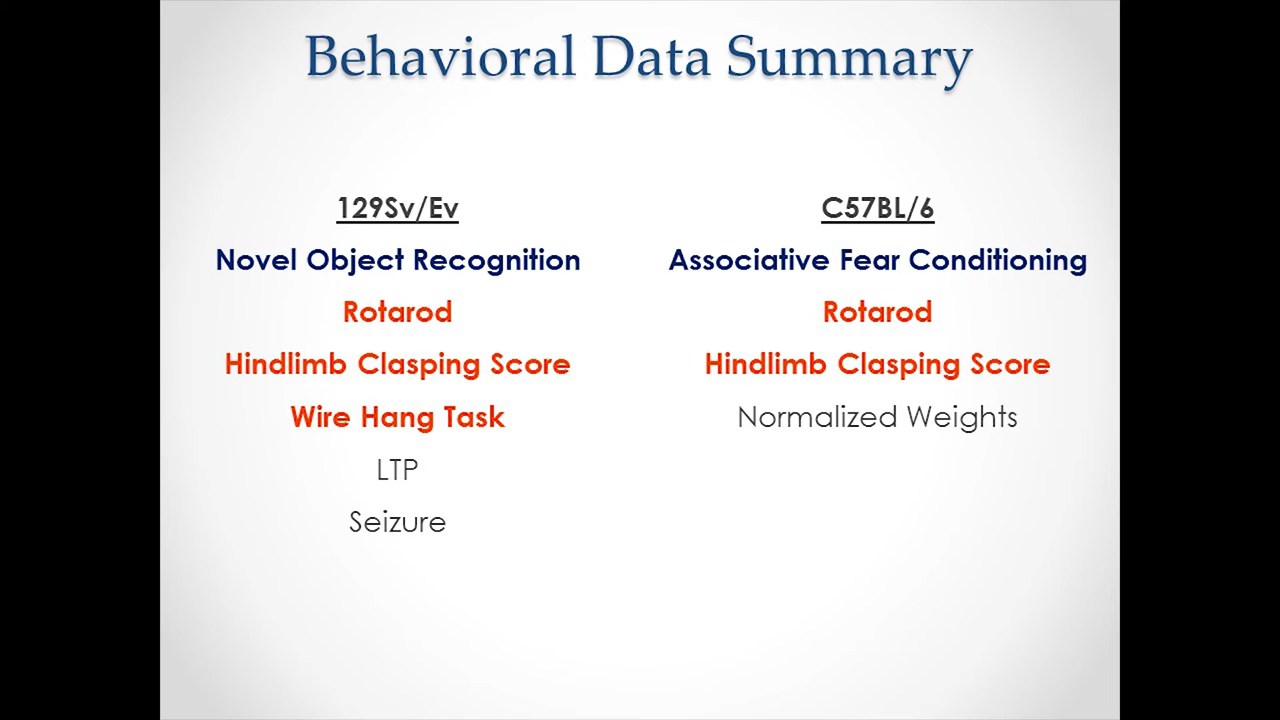 Behavioral Data Summary
129Sv/Ev
Novel Object Recognition
Rotarod
Hindlimb Clasping Score
Wire Hang Task
LTP
Seizure
C57BL/6
Associative Fear Conditioning
Rotarod
Hindlimb Clasping Score
Normalized Weights